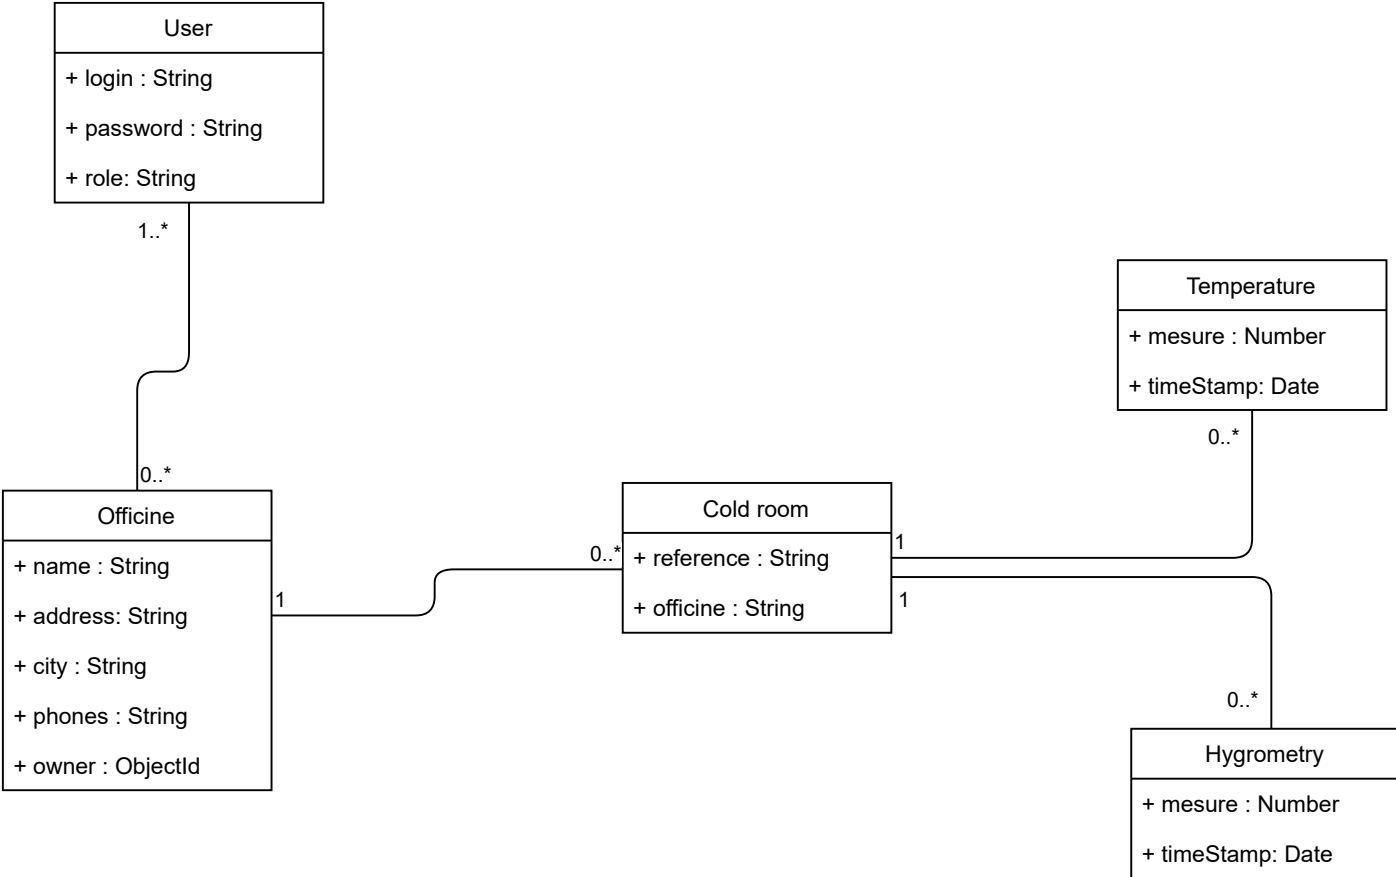 User
+ login : String
+ password : String
+ role: String
1..*
0..*
Officine
+ name : String
+ address: String
+ city : String
+ phones : String
+ owner : ObjectId
1
0..*
Cold room
+ reference : String
+ officine : String
1
1
Temperature
+ mesure : Number
+ timeStamp: Date
0..*
0..*
Hygrometry
+ mesure : Number
+ timeStamp: Date